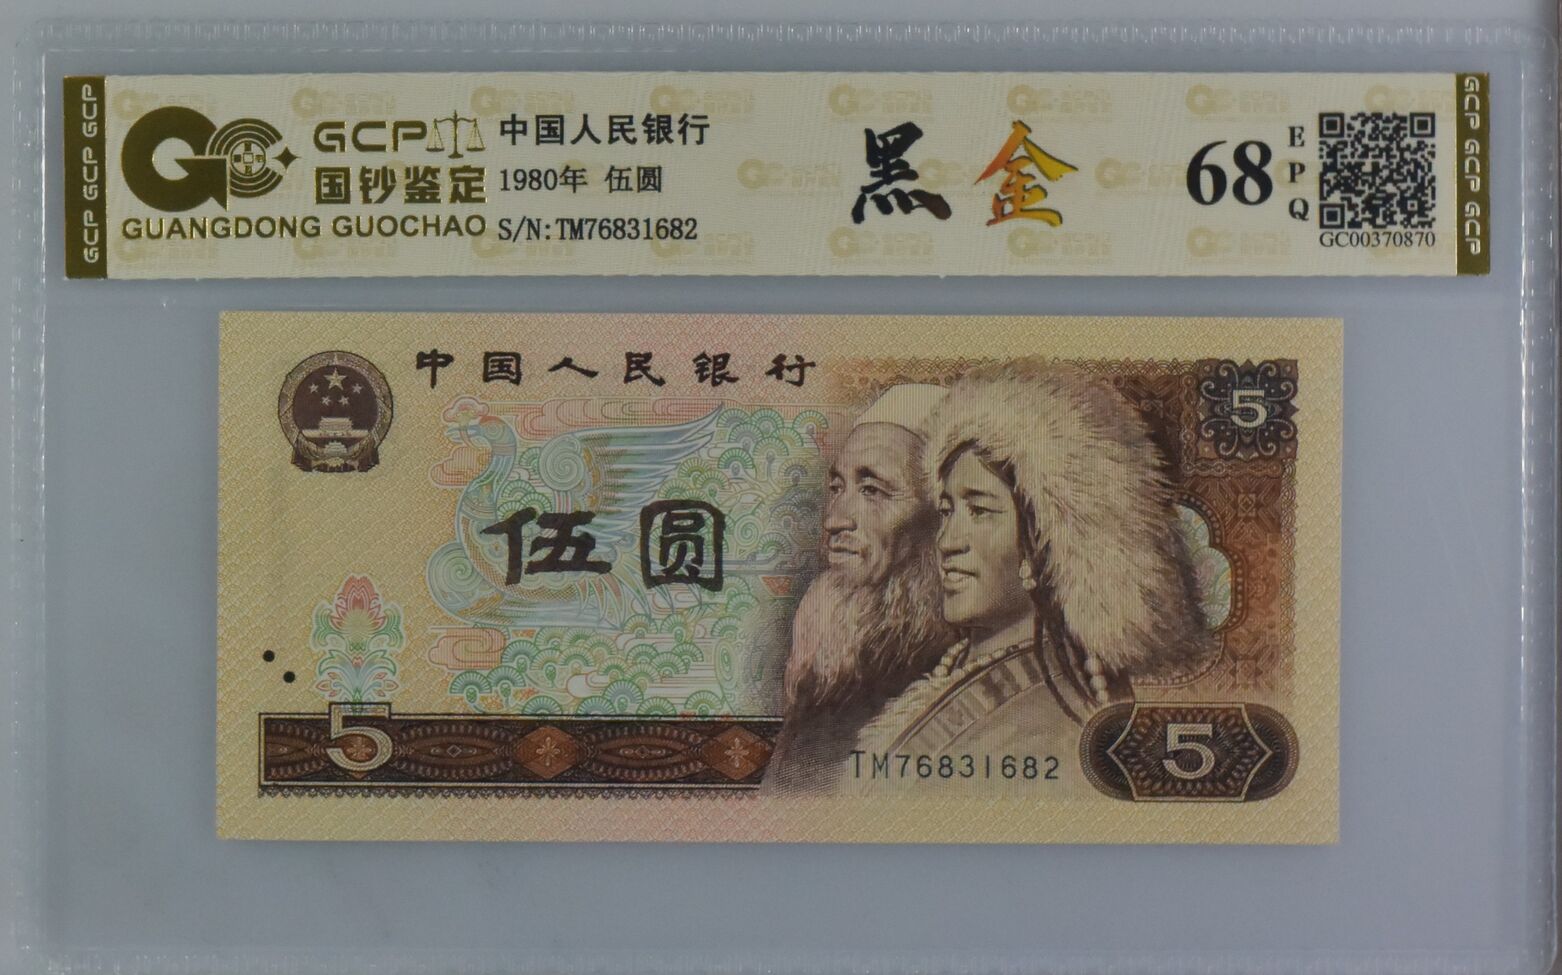 GCP GCP GCP
GCP
国钞鉴定
GUANGDONG GUOCHAO
中国人民银行
1980年 伍圆
S/N:TM76831682
黑金
68
EPQ
GC00370870
GCP GCP GCP
中国人民银行
5
伍圆
5
TM76831682
5